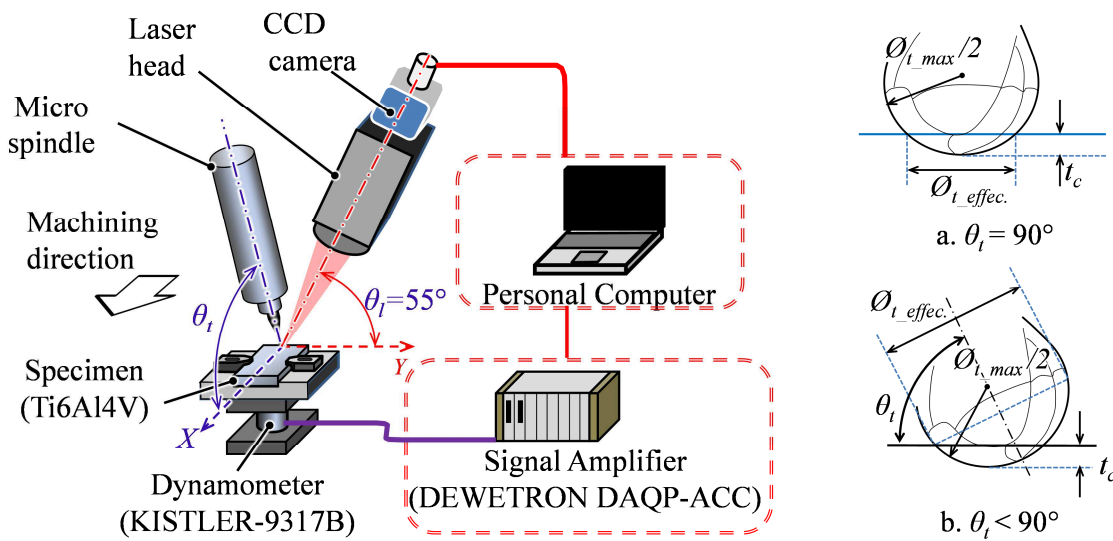 Laser
head
CCD
camera
Micro
spindle
Machining
direction
θt
θl=55°
Y
X
Specimen
(Ti6Al4V)
Dynamometer
(KISTLER-9317B)
Personal Computer
Signal Amplifier
(DEWETRON DAQP-ACC)
Øt_max/2
tc
Øt_effec.
a. θt = 90°
Øt_effec.
Øt_max/2
θt
tc
b. θt < 90°